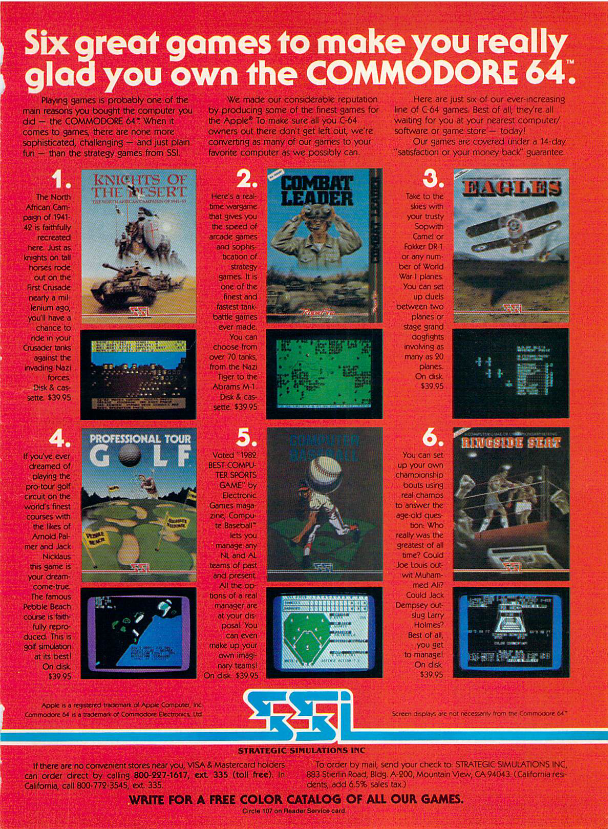 Six great games to make you really
glad you own the COMMODORE 64.™
Playing games is probably one of the
main reasons you bought the computer you
did — the COMMODORE 64.® When it
comes to games, there are none more
sophisticated, challenging — and just plain
fun — than the strategy games from SSI.
We made our considerable reputation
by producing some of the finest games for
the Apple.® To make sure all you C-64
owners out there don't get left out, we're
converting as many of our games to your
favorite computer as we possibly can.
Here are just six of our ever-increasing
line of C-64 games. Best of all, they're all
waiting for you at your nearest computer/
software or game store — today!
Our games are covered under a 14-day
"satisfaction or your money back" guarantee.
1.
The North
African Cam-
paign of 1941-
42 is faithfully
recreated
here. Just as
knights on tall
horses rode
out on the
First Crusade
nearly a mil-
lenium ago,
you'll have a
chance to
ride in your
Crusader tanks
against the
invading Nazi
forces.
Disk & cas-
sette. $39.95
KNIGHTS OF
THE DESERT
THE NORTH AFRICAN CAMPAIGN OF 1941-43
SSI
2.
Here's a real-
time wargame
that gives you
the speed of
arcade games
and sophis-
tication of
strategy
games. It is
one of the
finest and
fastest tank-
battle games
ever made.
You can
choose from
over 70 tanks,
from the Nazi
Tiger to the
Abrams M-1.
Disk & cas-
sette. $39.95
COMBAT
LEADER
3.
Take to the
skies with
your trusty
Sopwith
Camel or
Fokker DR-1
or any num-
ber of World
War I planes.
You can set
up duels
between two
planes or
stage grand
dogfights
involving as
many as 20
planes.
On disk.
$39.95
EAGLES
SSI
4.
If you've ever
dreamed of
playing the
pro-tour golf
circuit on the
world's finest
courses with
the likes of
Arnold Pal-
mer and Jack
Nicklaus,
this game is
your dream-
come-true.
The famous
Pebble Beach
course is faith-
fully repro-
duced. This is
golf simulation
at its best!
On disk.
$39.95
PROFESSIONAL TOUR
GOLF
PEBBLE
BEACH
SSI
5.
Voted "1982
BEST COMPU-
TER SPORTS
GAME" by
Electronic
Games maga-
zine, Compu-
te Baseball™
lets you
manage any
NL and AL
teams of past
and present.
All the op-
tions of a real
manager are
at your dis-
posal. You
can even
make up your
own imagi-
nary teams!
On disk. $39.95
COMPUTER
BASEBALL
SSI
6.
You can set
up your own
championship
bouts using
real champs
to answer the
age-old ques-
tion: Who
really was the
greatest of all
time? Could
Joe Louis out-
wit Muham-
med Ali?
Could Jack
Dempsey out-
slug Larry
Holmes?
Best of all,
you get
to manage!
On disk.
$39.95
RINGSIDE SEAT
SSI
Apple is a registered trademark of Apple Computer, Inc.
Commodore 64 is a trademark of Commodore Electronics, Ltd.
SSI
STRATEGIC SIMULATIONS INC
Screen displays are not necessarily from the Commodore 64.™
If there are no convenient stores near you, VISA & Mastercard holders
can order direct by calling 800-227-1617, ext. 335 (toll free). In
California, call 800-772-3545, ext. 335.
To order by mail, send your check to: STRATEGIC SIMULATIONS INC,
883 Stierlin Road, Bldg. A-200, Mountain View, CA 94043. (California resi-
dents, add 6.5% sales tax.)
WRITE FOR A FREE COLOR CATALOG OF ALL OUR GAMES.
Circle 107 on Reader Service card.